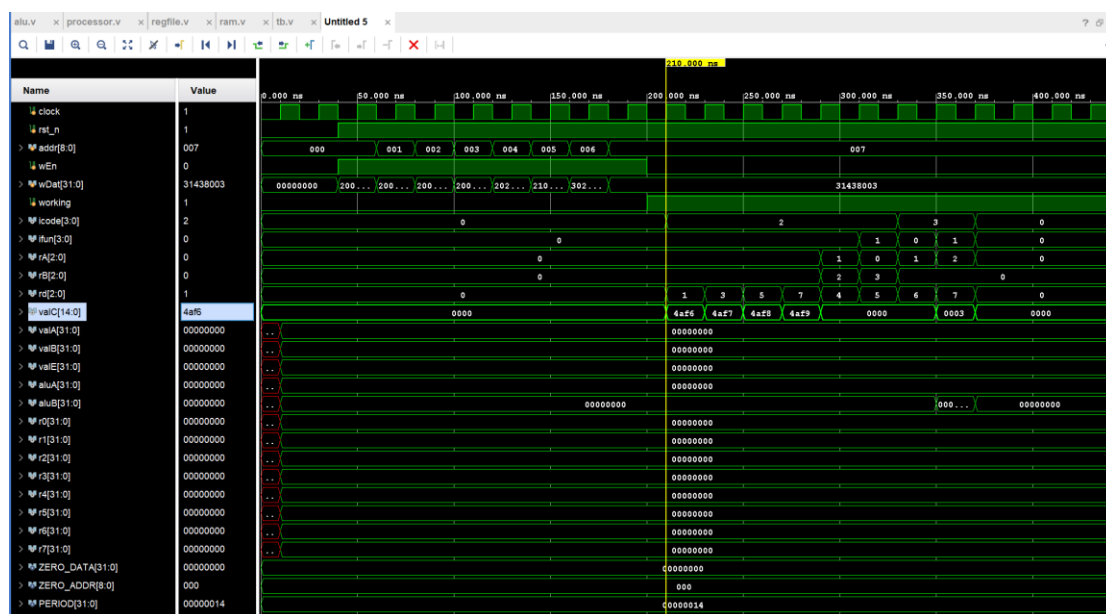 alu.v × processor.v × regfile.v × ram.v × tb.v × Untitled 5 ×
210.000 ns
Name Value
0.000 ns 50.000 ns 100.000 ns 150.000 ns 200.000 ns 250.000 ns 300.000 ns 350.000 ns 400.000 ns
clock 1
rst_n 1
addr[8:0] 007 000 001 002 003 004 005 006 007
wEn 0
wDat[31:0] 31438003 00000000 200... 200... 200... 200... 202... 210... 302... 31438003
working 1
icode[3:0] 2 0 2 3 0
ifun[3:0] 0 0 1 0 1 0
rA[2:0] 0 0 1 0 1 2 0
rB[2:0] 0 0 2 3 0
rd[2:0] 1 0 1 3 5 7 4 5 6 7 0
valC[14:0] 4af6 0000 4af6 4af7 4af8 4af9 0000 0003 0000
valA[31:0] 00000000 .. 00000000
valB[31:0] 00000000 .. 00000000
valE[31:0] 00000000 .. 00000000
aluA[31:0] 00000000 .. 00000000
aluB[31:0] 00000000 .. 00000000 000... 00000000
r0[31:0] 00000000 .. 00000000
r1[31:0] 00000000 .. 00000000
r2[31:0] 00000000 .. 00000000
r3[31:0] 00000000 .. 00000000
r4[31:0] 00000000 .. 00000000
r5[31:0] 00000000 .. 00000000
r6[31:0] 00000000 .. 00000000
r7[31:0] 00000000 .. 00000000
ZERO_DATA[31:0] 00000000 00000000
ZERO_ADDR[8:0] 000 000
PERIOD[31:0] 00000014 00000014